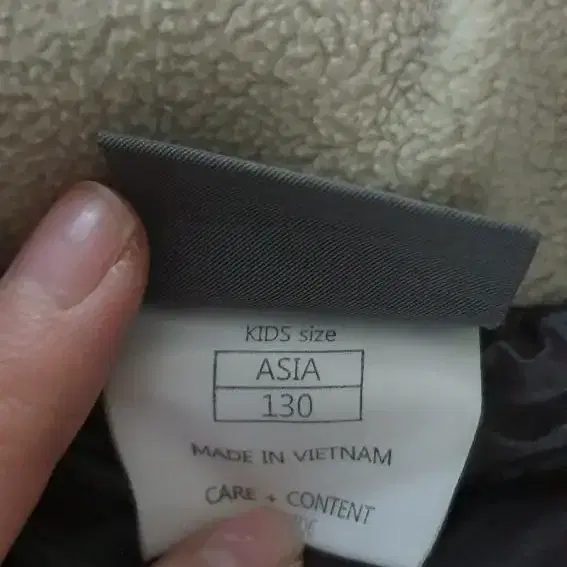 KIDS size
ASIA
130
MADE IN VIETNAM
CARE + CONTENT